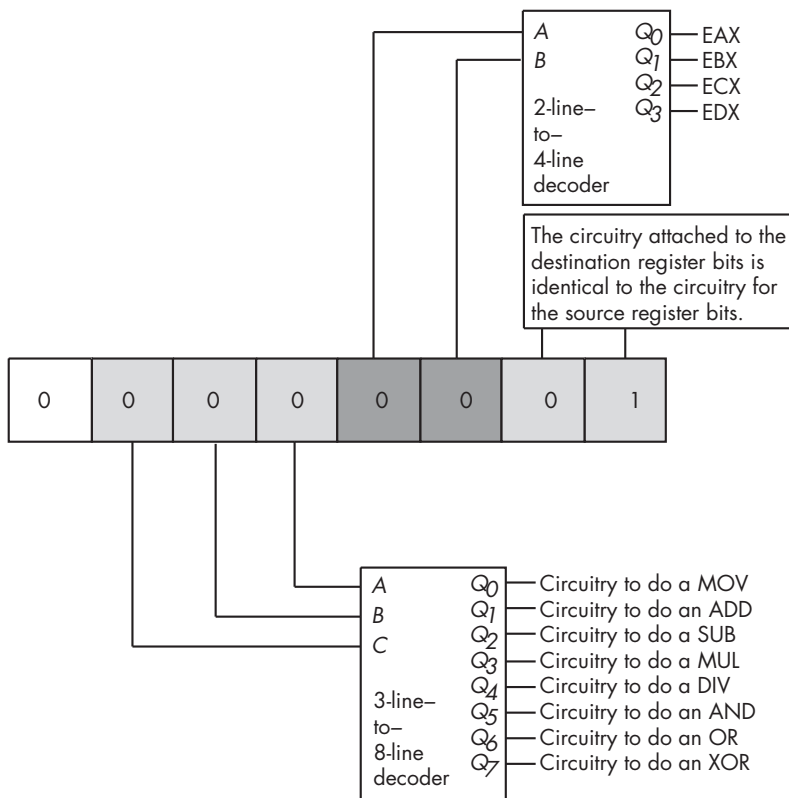 A Q0 EAX
B Q1 EBX
Q2 ECX
Q3 EDX
2-line–
to–
4-line
decoder
The circuitry attached to the
destination register bits is
identical to the circuitry for
the source register bits.
0 0 0 0 0 0 0 1
A Q0 Circuitry to do a MOV
B Q1 Circuitry to do an ADD
C Q2 Circuitry to do a SUB
Q3 Circuitry to do a MUL
Q4 Circuitry to do a DIV
Q5 Circuitry to do an AND
Q6 Circuitry to do an OR
Q7 Circuitry to do an XOR
3-line–
to–
8-line
decoder